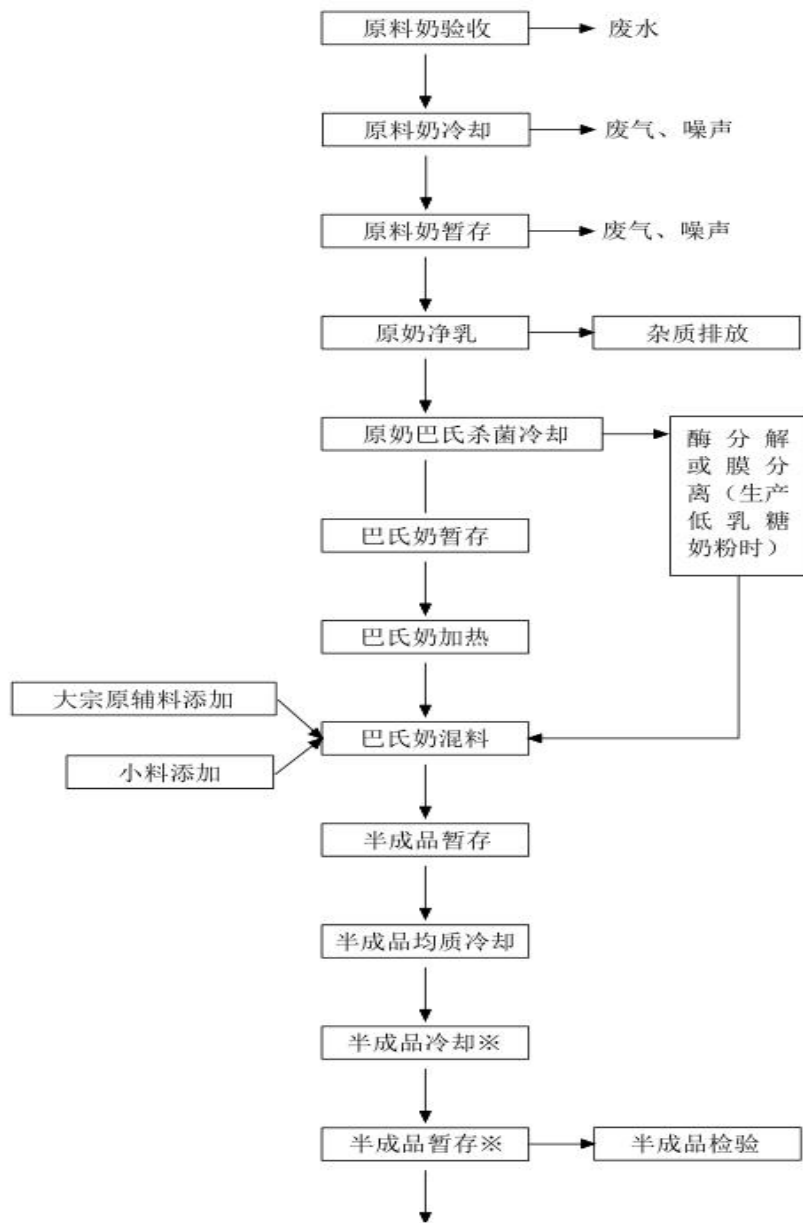 原料奶验收
废水
原料奶冷却
废气、噪声
原料奶暂存
废气、噪声
原奶净乳
杂质排放
原奶巴氏杀菌冷却
酶分解
或膜分
离（生产
低乳糖
奶粉时）
巴氏奶暂存
巴氏奶加热
大宗原辅料添加
巴氏奶混料
小料添加
半成品暂存
半成品均质冷却
半成品冷却※
半成品暂存※
半成品检验